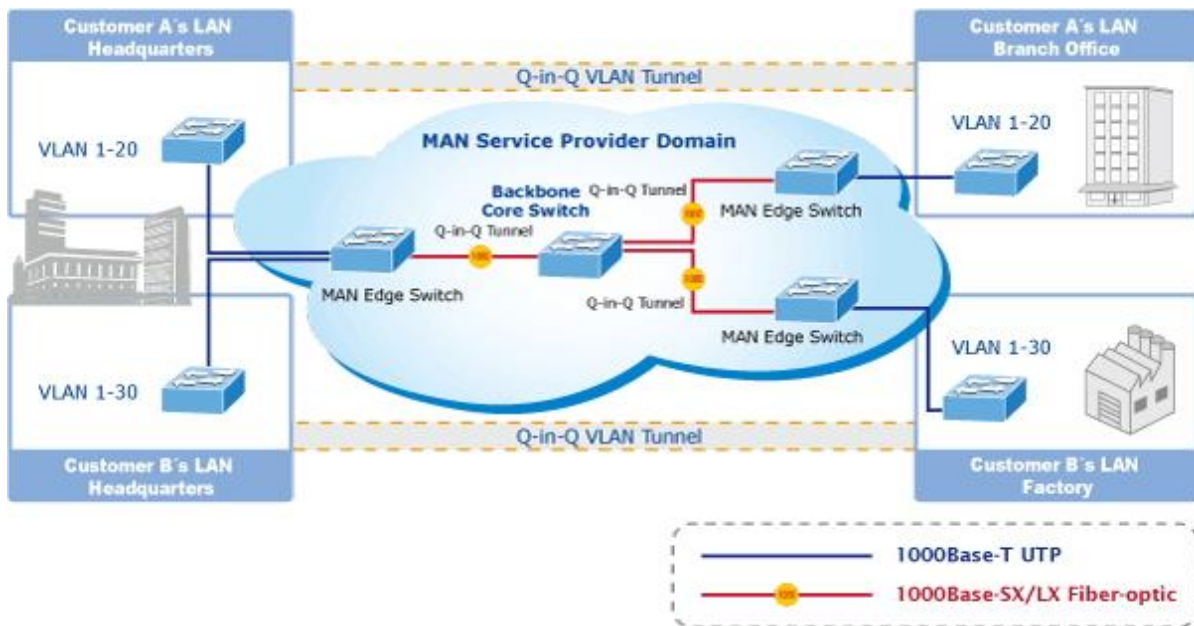 Customer A´s LAN
Headquarters
Customer A´s LAN
Branch Office
Q-in-Q VLAN Tunnel
VLAN 1-20
VLAN 1-20
MAN Service Provider Domain
Q-in-Q Tunnel
Backbone
Core Switch
MAN Edge Switch
Q-in-Q Tunnel
MAN Edge Switch
Q-in-Q Tunnel
MAN Edge Switch
VLAN 1-30
VLAN 1-30
Q-in-Q VLAN Tunnel
Customer B´s LAN
Headquarters
Customer B´s LAN
Factory
1000Base-T UTP
1000Base-SX/LX Fiber-optic